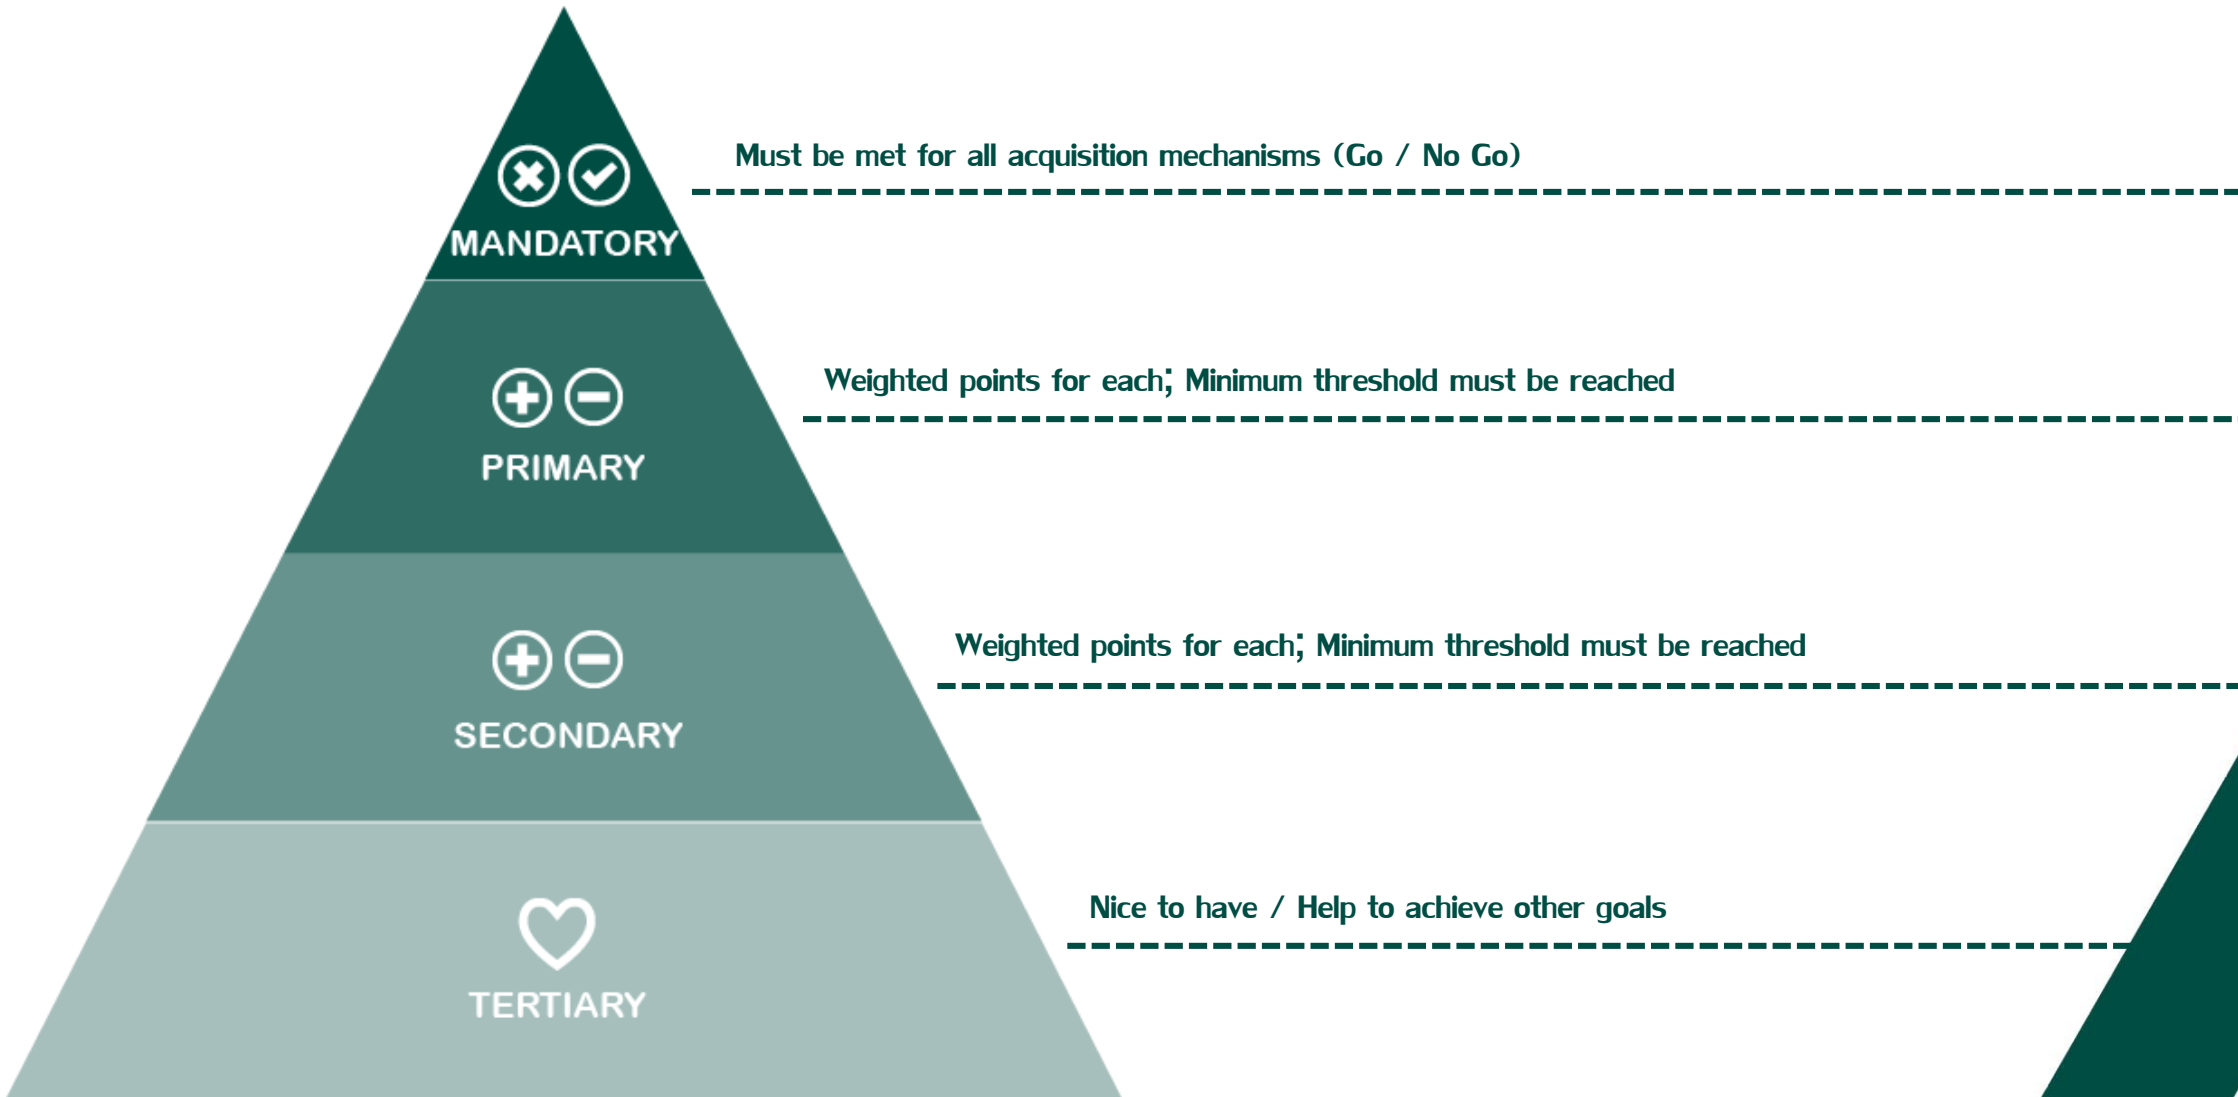 Must be met for all acquisition mechanisms (Go / No Go)
MANDATORY
Weighted points for each; Minimum threshold must be reached
PRIMARY
Weighted points for each; Minimum threshold must be reached
SECONDARY
Nice to have / Help to achieve other goals
TERTIARY